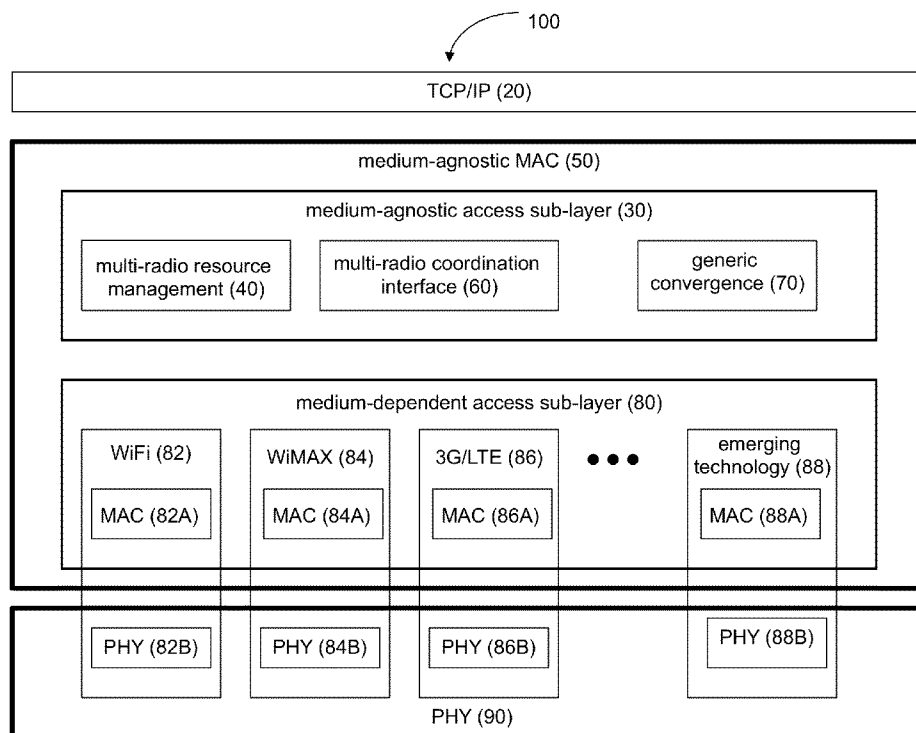 100
TCP/IP (20)
medium-agnostic MAC (50)
medium-agnostic access sub-layer (30)
multi-radio resource
management (40)
multi-radio coordination
interface (60)
generic
convergence (70)
medium-dependent access sub-layer (80)
WiFi (82)
WiMAX (84)
3G/LTE (86)
emerging
technology (88)
MAC (82A)
MAC (84A)
MAC (86A)
MAC (88A)
PHY (82B)
PHY (84B)
PHY (86B)
PHY (88B)
PHY (90)